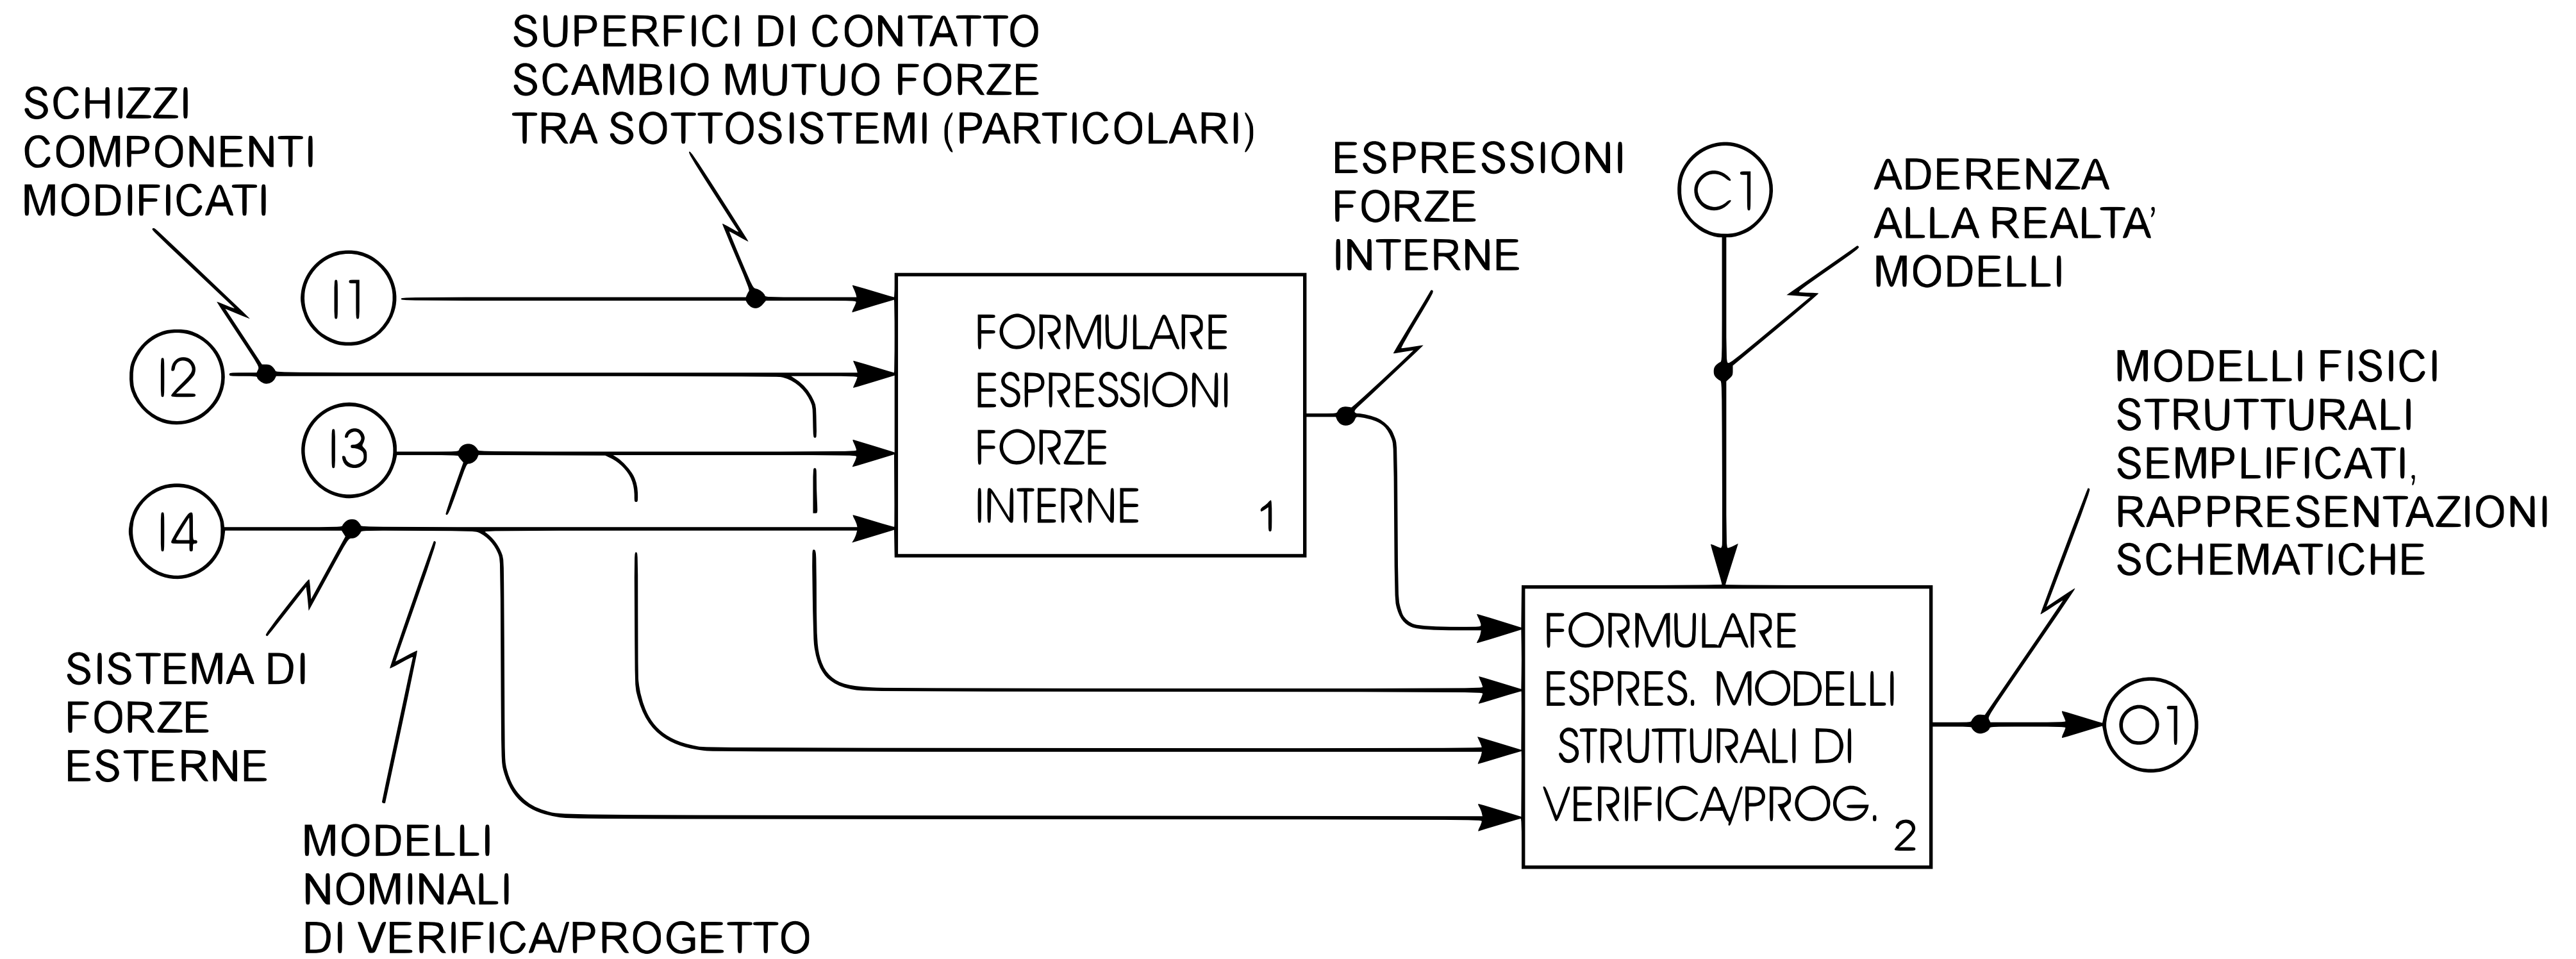 SUPERFICI DI CONTATTO
SCAMBIO MUTUO FORZE
TRA SOTTOSISTEMI (PARTICOLARI)
SCHIZZI
COMPONENTI
MODIFICATI
ESPRESSIONI
FORZE
INTERNE
C1
ADERENZA
ALLA REALTA'
MODELLI
I1
I2
I3
I4
FORMULARE
ESPRESSIONI
FORZE
INTERNE
1
MODELLI FISICI
STRUTTURALI
SEMPLIFICATI,
RAPPRESENTAZIONI
SCHEMATICHE
SISTEMA DI
FORZE
ESTERNE
FORMULARE
ESPRES. MODELLI
STRUTTURALI DI
VERIFICA/PROG.
2
O1
MODELLI
NOMINALI
DI VERIFICA/PROGETTO